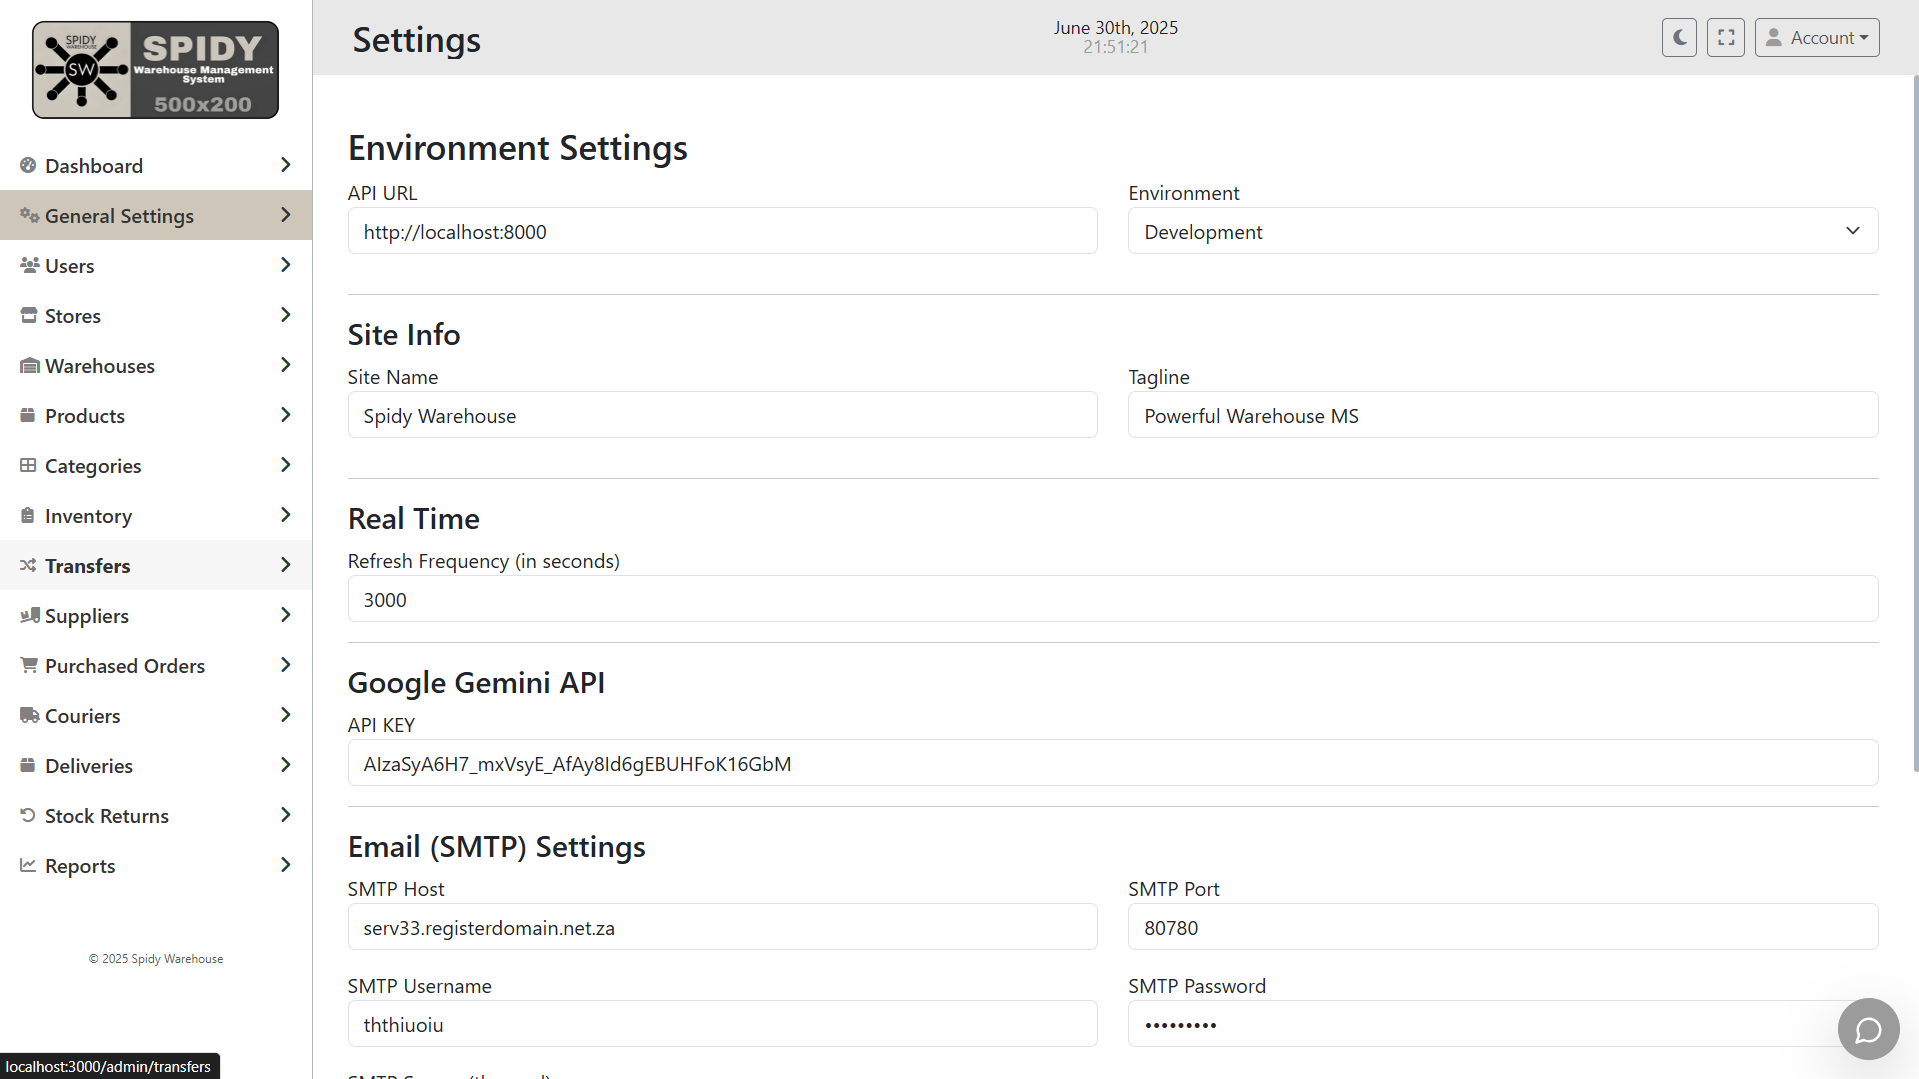 SPIDY
WAREHOUSE
SW
SPIDY
Warehouse Management
System
500x200
Dashboard
General Settings
Users
Stores
Warehouses
Products
Categories
Inventory
Transfers
Suppliers
Purchased Orders
Couriers
Deliveries
Stock Returns
Reports
© 2025 Spidy Warehouse
localhost:3000/admin/transfers
Settings
June 30th, 2025
21:51:21
Account
Environment Settings
API URL
http://localhost:8000
Environment
Development
Site Info
Site Name
Spidy Warehouse
Tagline
Powerful Warehouse MS
Real Time
Refresh Frequency (in seconds)
3000
Google Gemini API
API KEY
AIzaSyA6H7_mxVsyE_AfAy8Id6gEBUHFoK16GbM
Email (SMTP) Settings
SMTP Host
serv33.registerdomain.net.za
SMTP Port
80780
SMTP Username
ththiuoiu
SMTP Password
•••••••••